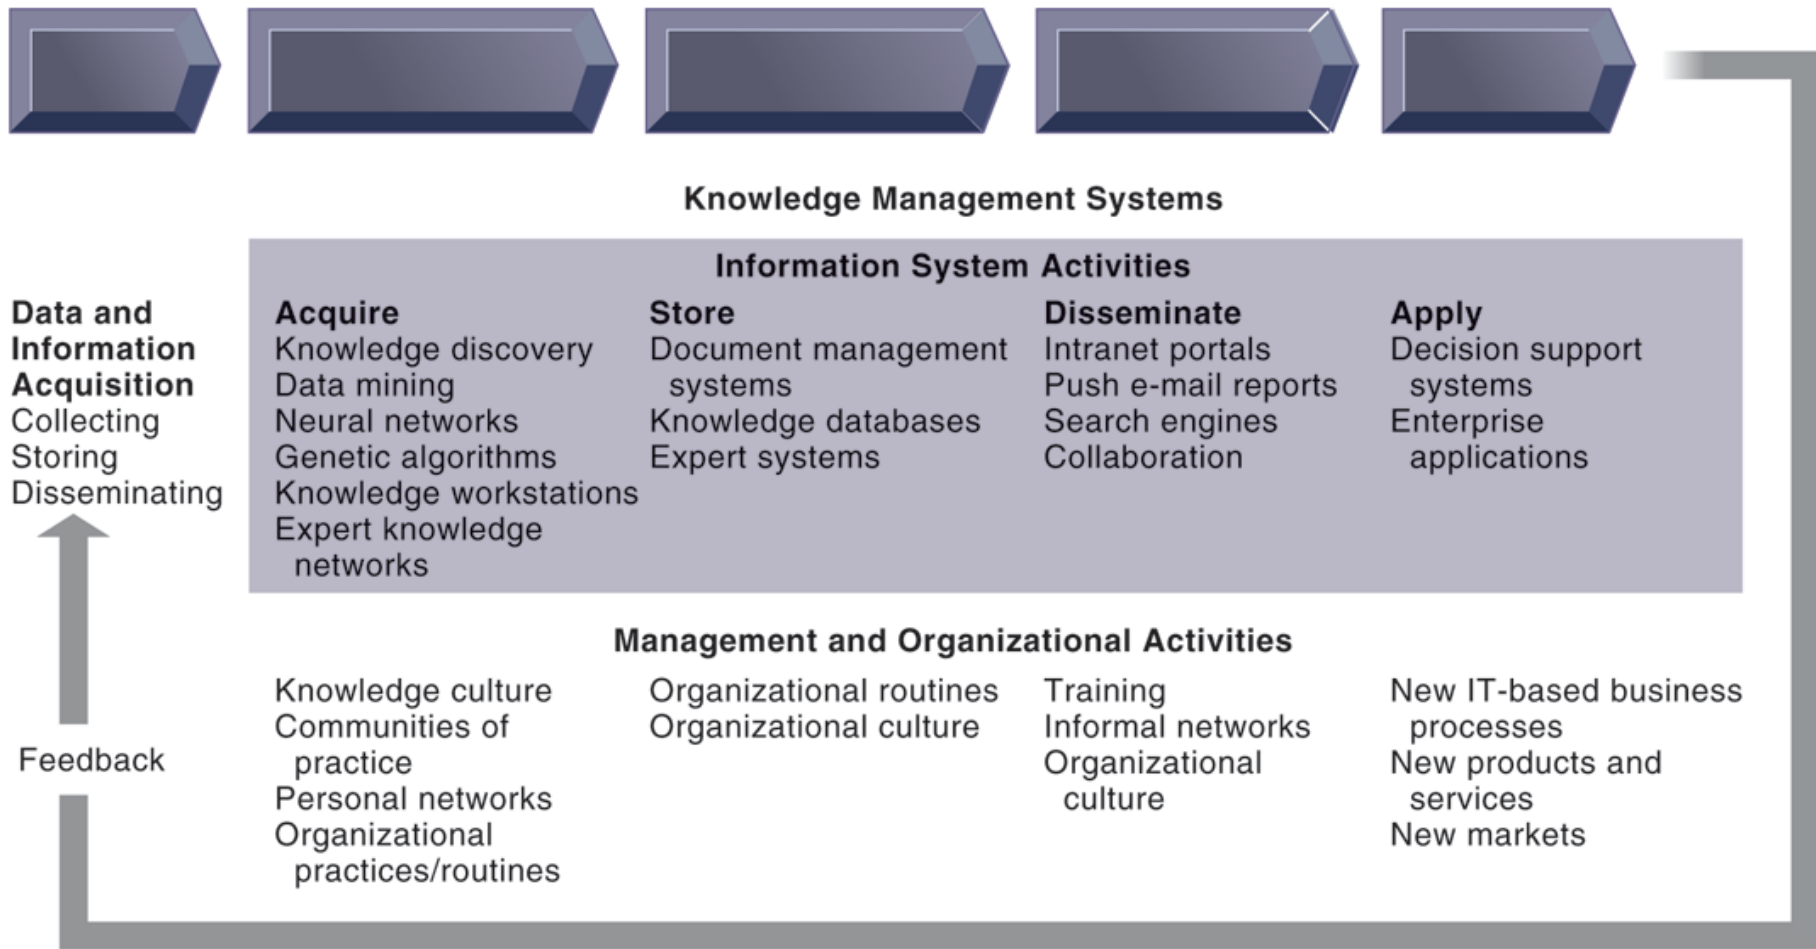 Knowledge Management Systems
Information System Activities
Data and
Information
Acquisition
Collecting
Storing
Disseminating
Acquire
Knowledge discovery
Data mining
Neural networks
Genetic algorithms
Knowledge workstations
Expert knowledge
networks
Store
Document management
systems
Knowledge databases
Expert systems
Disseminate
Intranet portals
Push e-mail reports
Search engines
Collaboration
Apply
Decision support
systems
Enterprise
applications
Management and Organizational Activities
Knowledge culture
Communities of
practice
Personal networks
Organizational
practices/routines
Organizational routines
Organizational culture
Training
Informal networks
Organizational
culture
New IT-based business
processes
New products and
services
New markets
Feedback